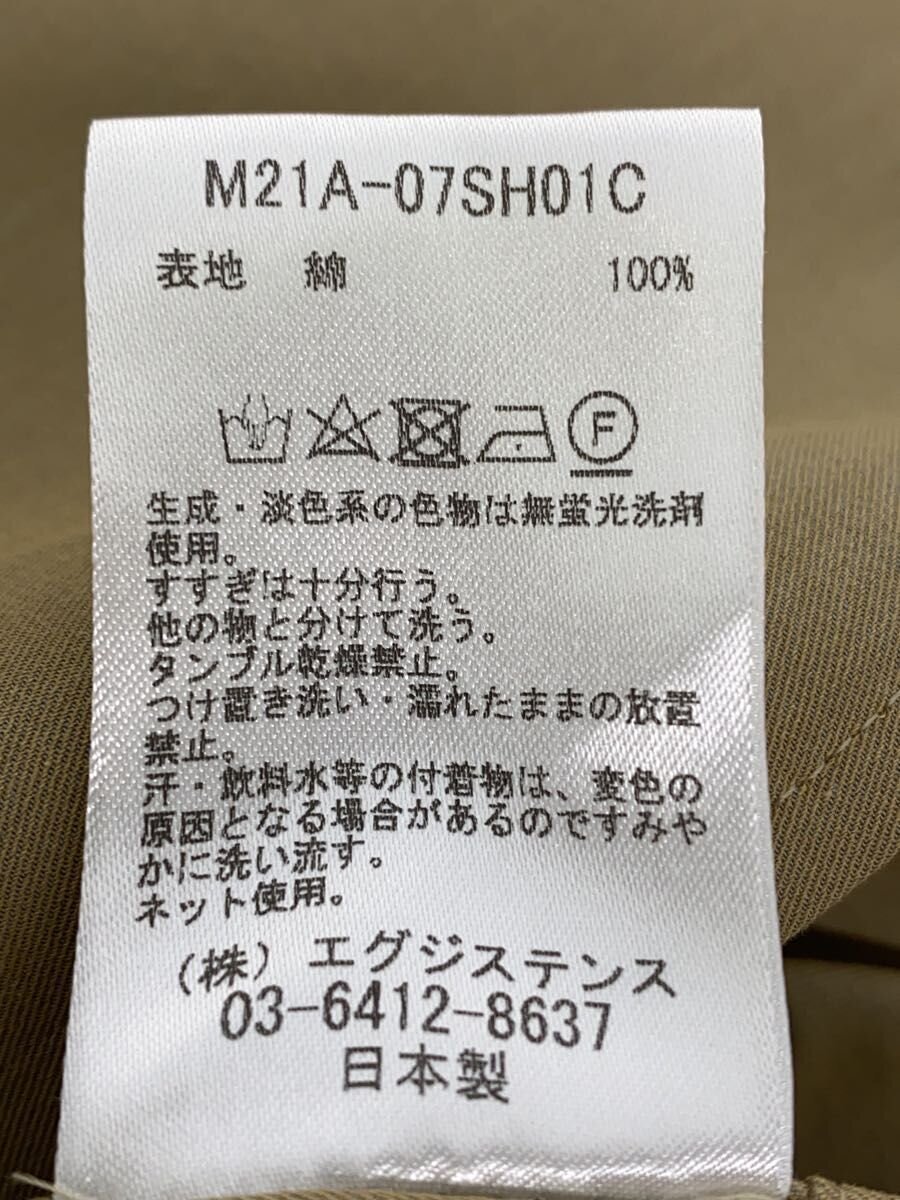 M21A-07SH01C
表地 綿 100%
F
生成・淡色系の色物は無蛍光洗剤
使用。
すすぎは十分行う。
他の物と分けて洗う。
タンブル乾燥禁止。
つけ置き洗い・濡れたままの放置
禁止。
汗・飲料水等の付着物は、変色の
原因となる場合があるのですみや
かに洗い流す。
ネット使用。
(株)エグジステンス
03-6412-8637
日本製